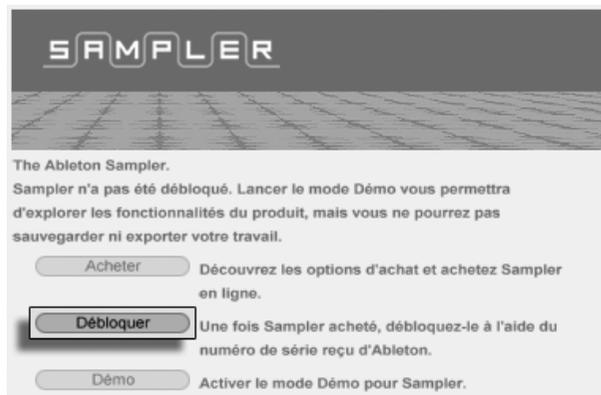 SAMPLER
The Ableton Sampler.
Sampler n'a pas été débloqué. Lancer le mode Démo vous permettra
d'explorer les fonctionnalités du produit, mais vous ne pourrez pas
sauvegarder ni exporter votre travail.
Acheter
Découvrez les options d'achat et achetez Sampler
en ligne.
Débloquer
Une fois Sampler acheté, débloquez-le à l'aide du
numéro de série reçu d'Ableton.
Démo
Activer le mode Démo pour Sampler.